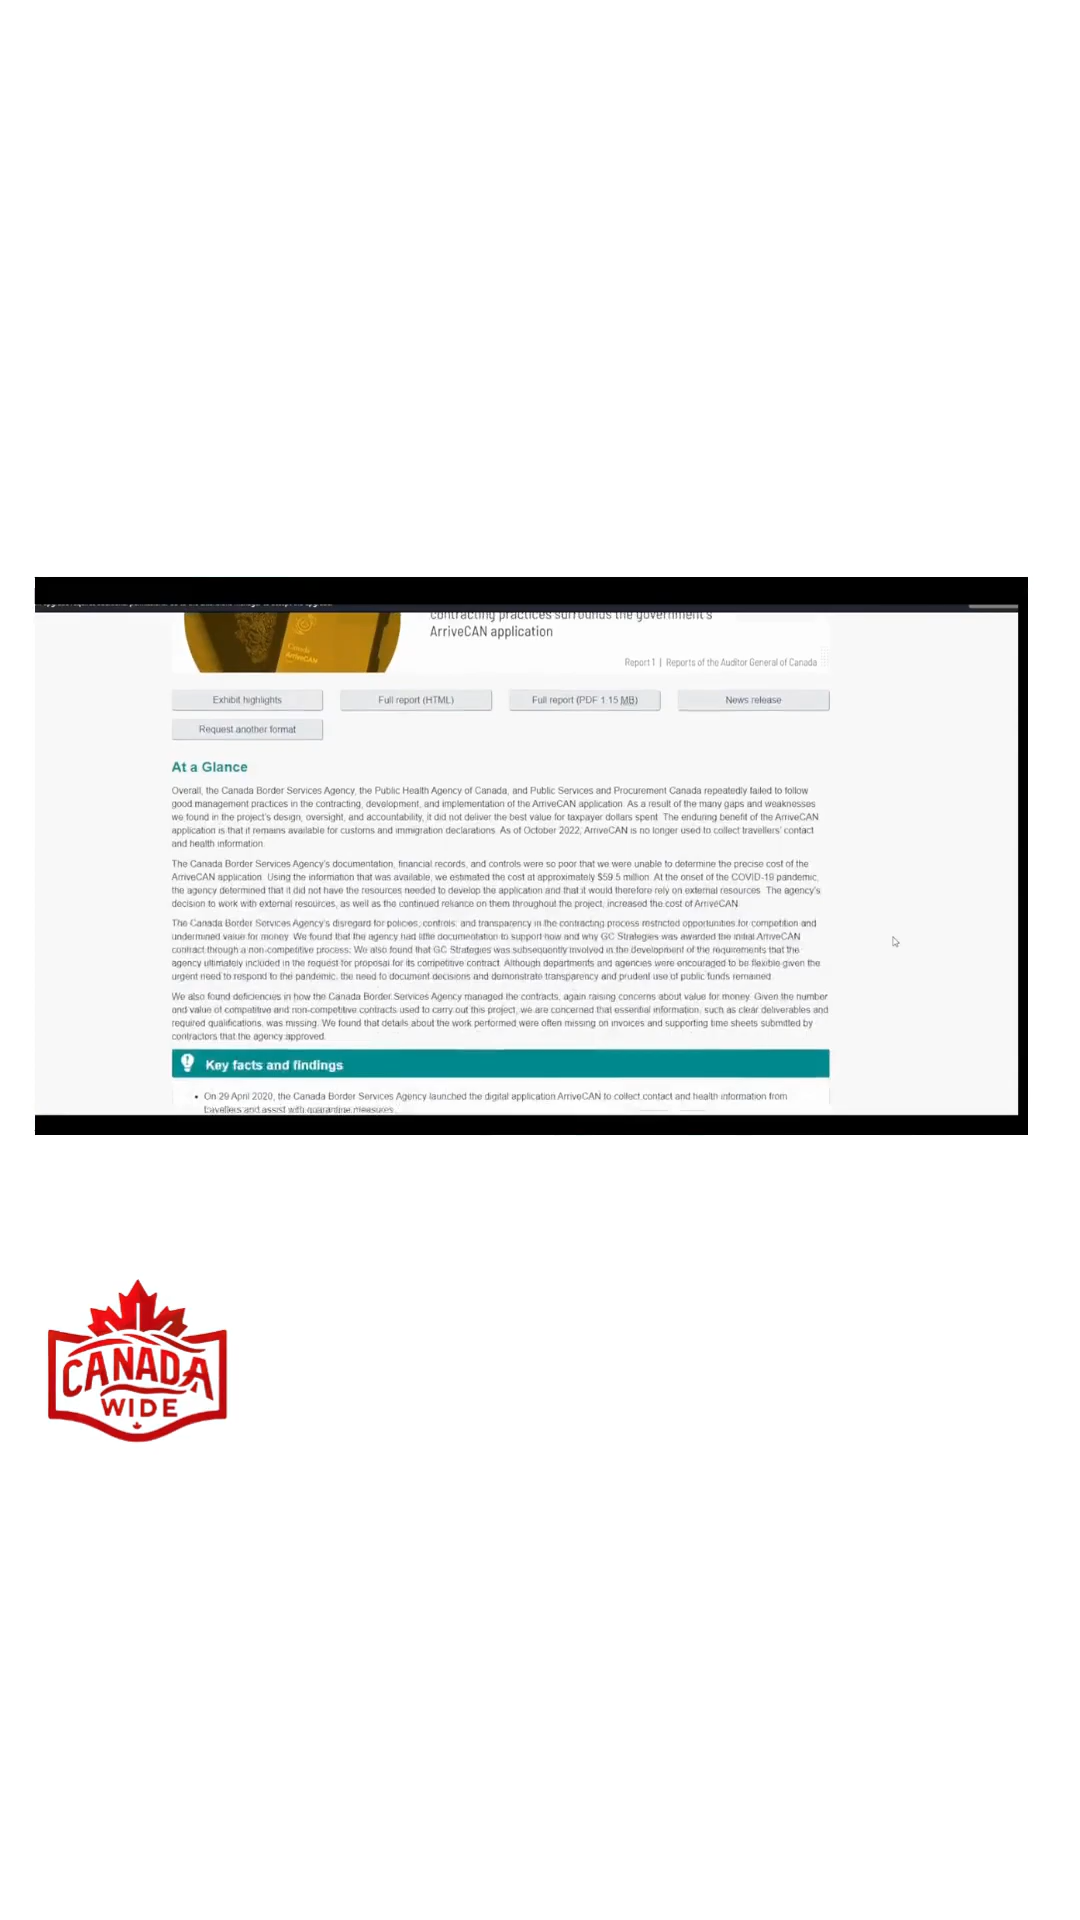 contracting practices surrounds the government's
ArriveCAN application
Canada
ArriveCAN
Report 1 | Reports of the Auditor General of Canada
Exhibit highlights
Full report (HTML)
Full report (PDF 1 15 MB)
News release
Request another format
At a Glance
Overall, the Canada Border Services Agency, the Public Health Agency of Canada, and Public Services and Procurement Canada repeatedly failed to follow
good management practices in the contracting, development, and implementation of the ArriveCAN application. As a result of the many gaps and weaknesses
we found in the project's design, oversight, and accountability, it did not deliver the best value for taxpayer dollars spent. The enduring benefit of the ArriveCAN
application is that it remains available for customs and immigration declarations. As of October 2022, ArriveCAN is no longer used to collect travellers' contact
and health information.
The Canada Border Services Agency's documentation, financial records, and controls were so poor that we were unable to determine the precise cost of the
ArriveCAN application. Using the information that was available, we estimated the cost at approximately $59.5 million. At the onset of the COVID-19 pandemic,
the agency determined that it did not have the resources needed to develop the application and that it would therefore rely on external resources. The agency's
decision to work with external resources, as well as the continued reliance on them throughout the project, increased the cost of ArriveCAN.
The Canada Border Services Agency's disregard for policies, controls, and transparency in the contracting process restricted opportunities for competition and
undermined value for money. We found that the agency had little documentation to support how and why GC Strategies was awarded the initial ArriveCAN
contract through a non-competitive process. We also found that GC Strategies was subsequently involved in the development of the requirements that the
agency ultimately included in the request for proposal for its competitive contract. Although departments and agencies were encouraged to be flexible given the
urgent need to respond to the pandemic, the need to document decisions and demonstrate transparency and prudent use of public funds remained.
We also found deficiencies in how the Canada Border Services Agency managed the contracts, again raising concerns about value for money. Given the number
and value of competitive and non-competitive contracts used to carry out this project, we are concerned that essential information, such as clear deliverables and
required qualifications, was missing. We found that details about the work performed were often missing on invoices and supporting time sheets submitted by
contractors that the agency approved.
Key facts and findings
• On 29 April 2020, the Canada Border Services Agency launched the digital application ArriveCAN to collect contact and health information from
travellers and assist with quarantine measures.
CANADA
WIDE